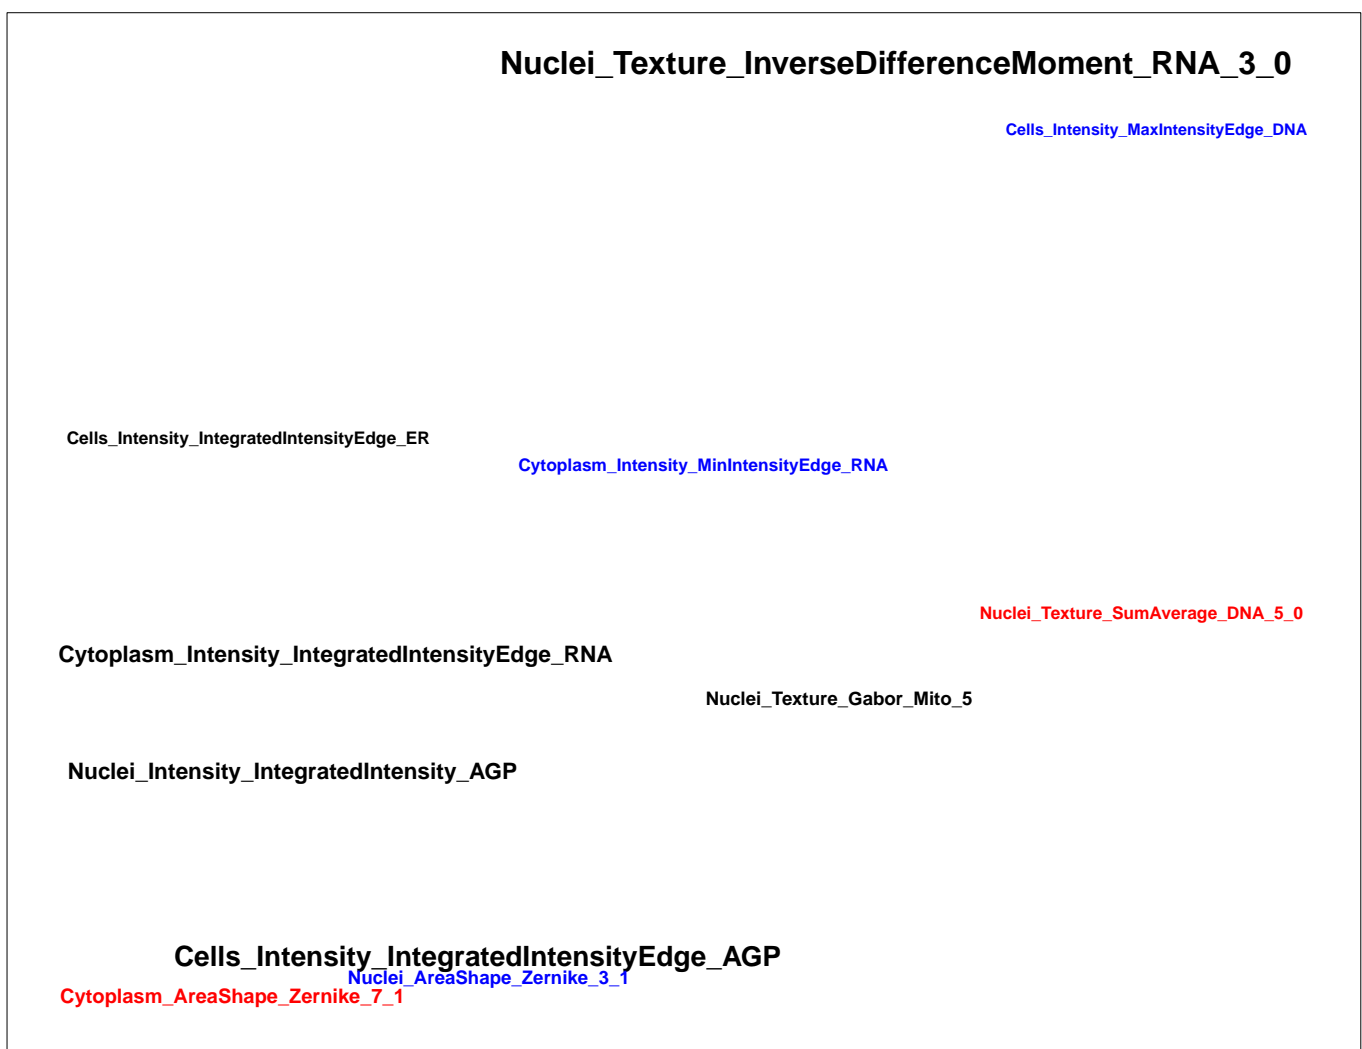 Nuclei_Texture_InverseDifferenceMoment_RNA_3_0
Cells_Intensity_MaxIntensityEdge_DNA
Cells_Intensity_IntegratedIntensityEdge_ER
Cytoplasm_Intensity_MinIntensityEdge_RNA
Nuclei_Texture_SumAverage_DNA_5_0
Cytoplasm_Intensity_IntegratedIntensityEdge_RNA
Nuclei_Texture_Gabor_Mito_5
Nuclei_Intensity_IntegratedIntensity_AGP
Cells_Intensity_IntegratedIntensityEdge_AGP
Nuclei_AreaShape_Zernike_3_1
Cytoplasm_AreaShape_Zernike_7_1